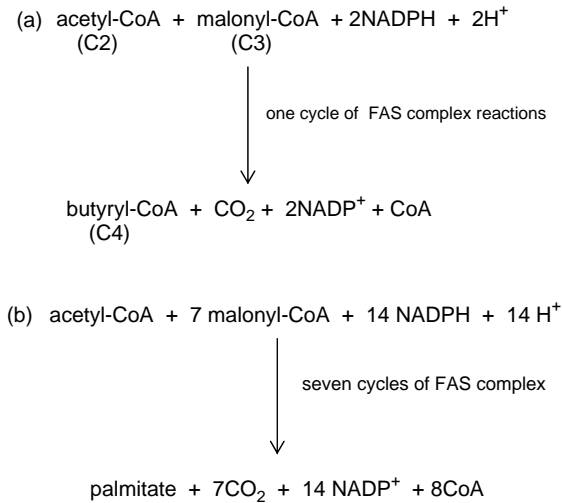 (a) acetyl-CoA + malonyl-CoA + 2NADPH + 2H⁺
(C2) (C3)
one cycle of FAS complex reactions
butyryl-CoA + CO₂ + 2NADP⁺ + CoA
(C4)
(b) acetyl-CoA + 7 malonyl-CoA + 14 NADPH + 14 H⁺
seven cycles of FAS complex
palmitate + 7CO₂ + 14 NADP⁺ + 8CoA